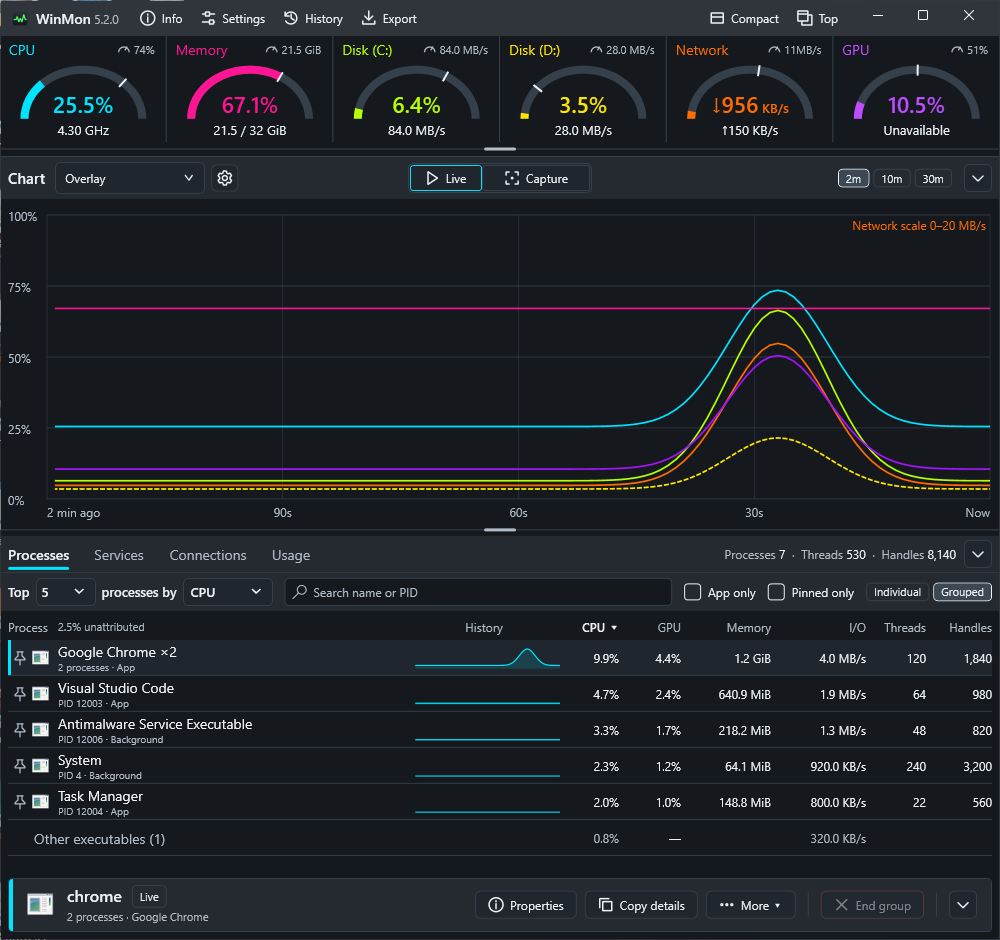 WinMon 5.2.0 Info Settings History Export Compact Top
CPU 74% Memory 21.5 GiB Disk (C:) 84.0 MB/s Disk (D:) 28.0 MB/s Network 11MB/s GPU 51%
25.5% 67.1% 6.4% 3.5% ↓956 KB/s 10.5%
4.30 GHz 21.5 / 32 GiB 84.0 MB/s 28.0 MB/s ↑150 KB/s Unavailable
Chart Overlay Live Capture 2m 10m 30m
100%
Network scale 0–20 MB/s
75%
50%
25%
0%
2 min ago 90s 60s 30s Now
Processes Services Connections Usage Processes 7 · Threads 530 · Handles 8,140
Top 5 processes by CPU Search name or PID App only Pinned only Individual Grouped
Process 2.5% unattributed History CPU ▼ GPU Memory I/O Threads Handles
Google Chrome ×2
2 processes · App 9.9% 4.4% 1.2 GiB 4.0 MB/s 120 1,840
Visual Studio Code
PID 12003 · App 4.7% 2.4% 640.9 MiB 1.9 MB/s 64 980
Antimalware Service Executable
PID 12006 · Background 3.3% 1.7% 218.2 MiB 1.3 MB/s 48 820
System
PID 4 · Background 2.3% 1.2% 64.1 MiB 920.0 KB/s 240 3,200
Task Manager
PID 12004 · App 2.0% 1.0% 148.8 MiB 800.0 KB/s 22 560
Other executables (1) 0.8% — 320.0 KB/s
chrome Live
2 processes · Google Chrome Properties Copy details More ▾ End group